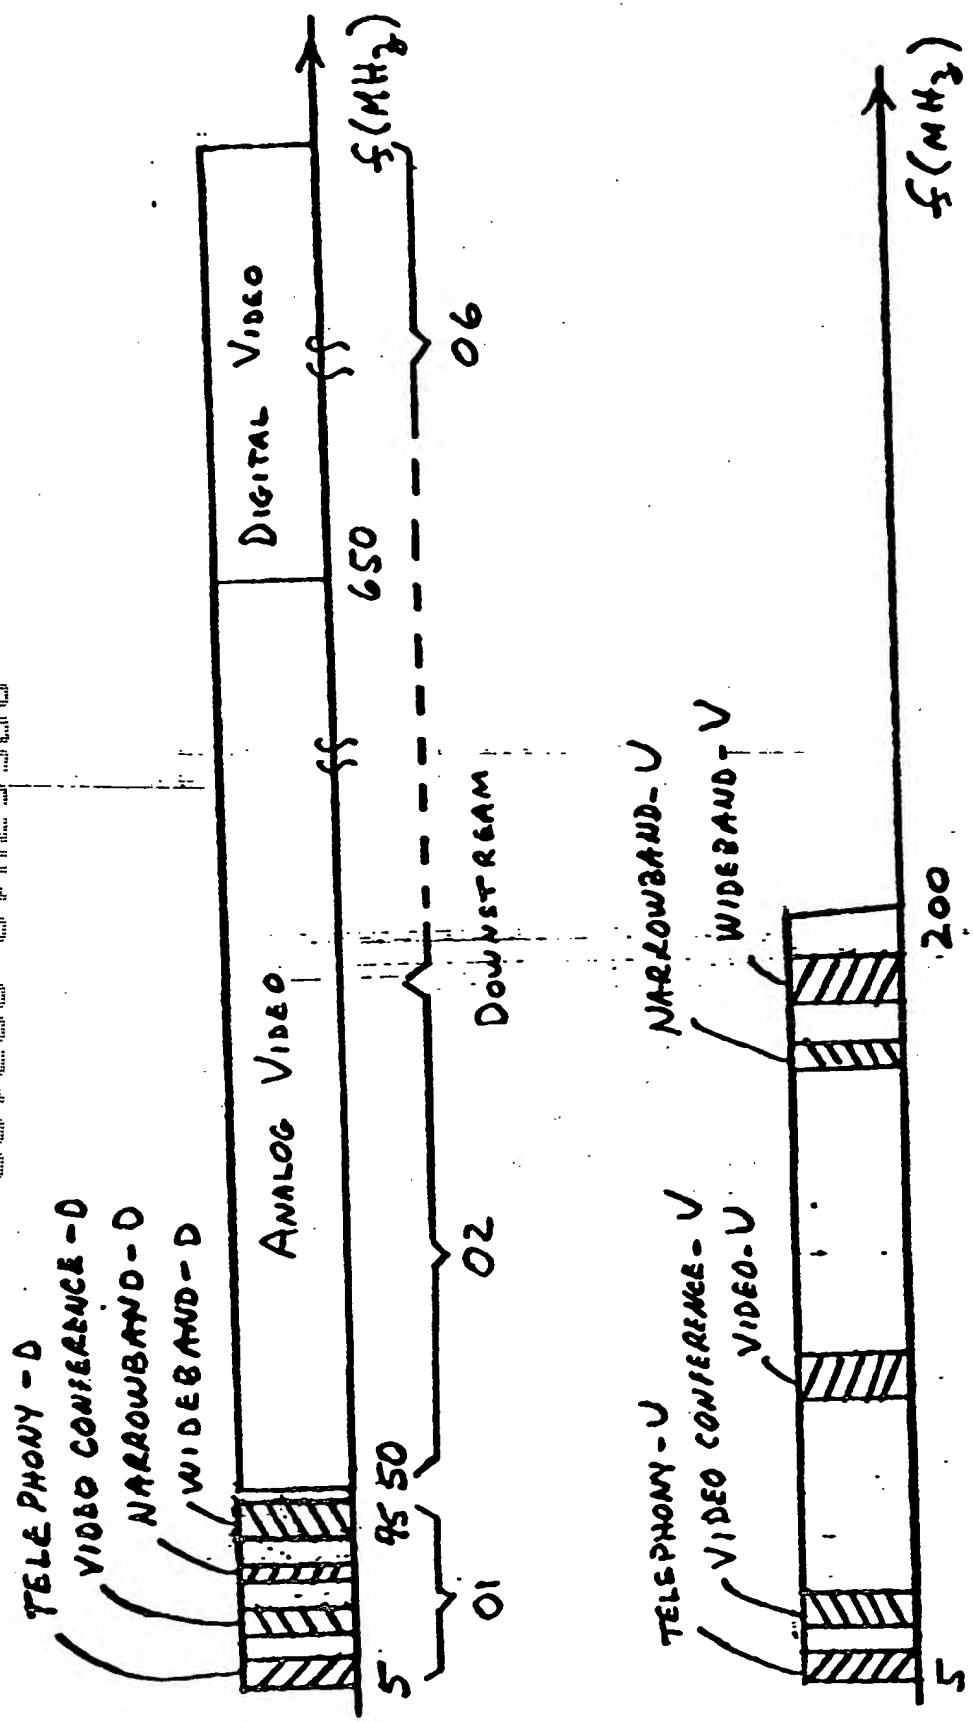 TELEPHONY-D
VIDEO CONFERENCE-D
NARROWBAND-D
WIDEBAND-D
ANALOG VIDEO
DIGITAL VIDEO
5
45
50
650
f(MHz)
01
02
06
DOWNSTREAM
TELEPHONY-U
VIDEO CONFERENCE-U
VIDEO-U
NARROWBAND-U
WIDEBAND-U
5
200
f(MHz)